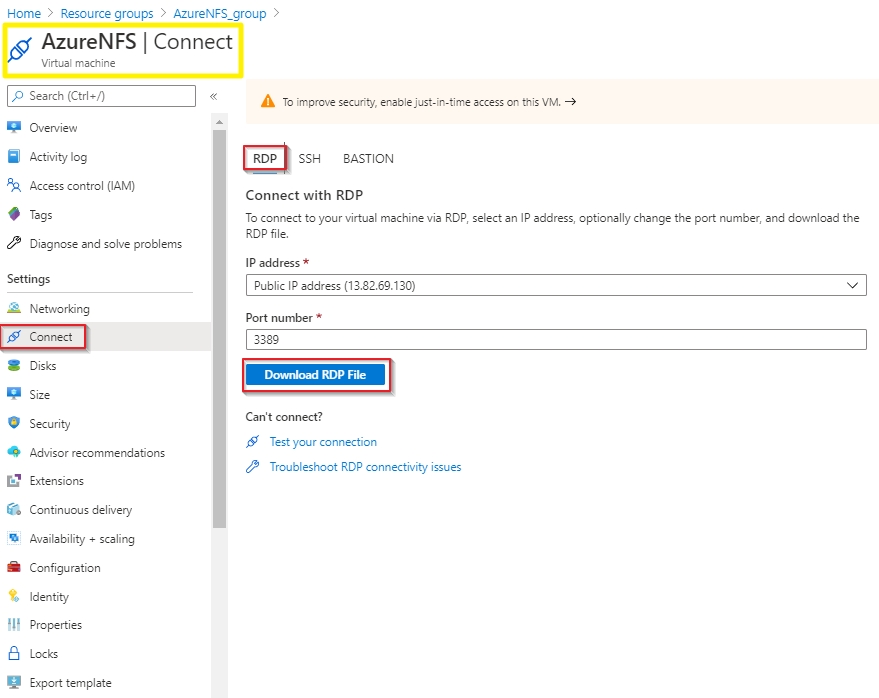 Home > Resource groups > AzureNFS_group >
AzureNFS | Connect
Virtual machine
Search (Ctrl+/)
«
Overview
Activity log
Access control (IAM)
Tags
Diagnose and solve problems
Settings
Networking
Connect
Disks
Size
Security
Advisor recommendations
Extensions
Continuous delivery
Availability + scaling
Configuration
Identity
Properties
Locks
Export template
To improve security, enable just-in-time access on this VM. →
RDP SSH BASTION
Connect with RDP
To connect to your virtual machine via RDP, select an IP address, optionally change the port number, and download the
RDP file.
IP address *
Public IP address (13.82.69.130)
Port number *
3389
Download RDP File
Can't connect?
Test your connection
Troubleshoot RDP connectivity issues